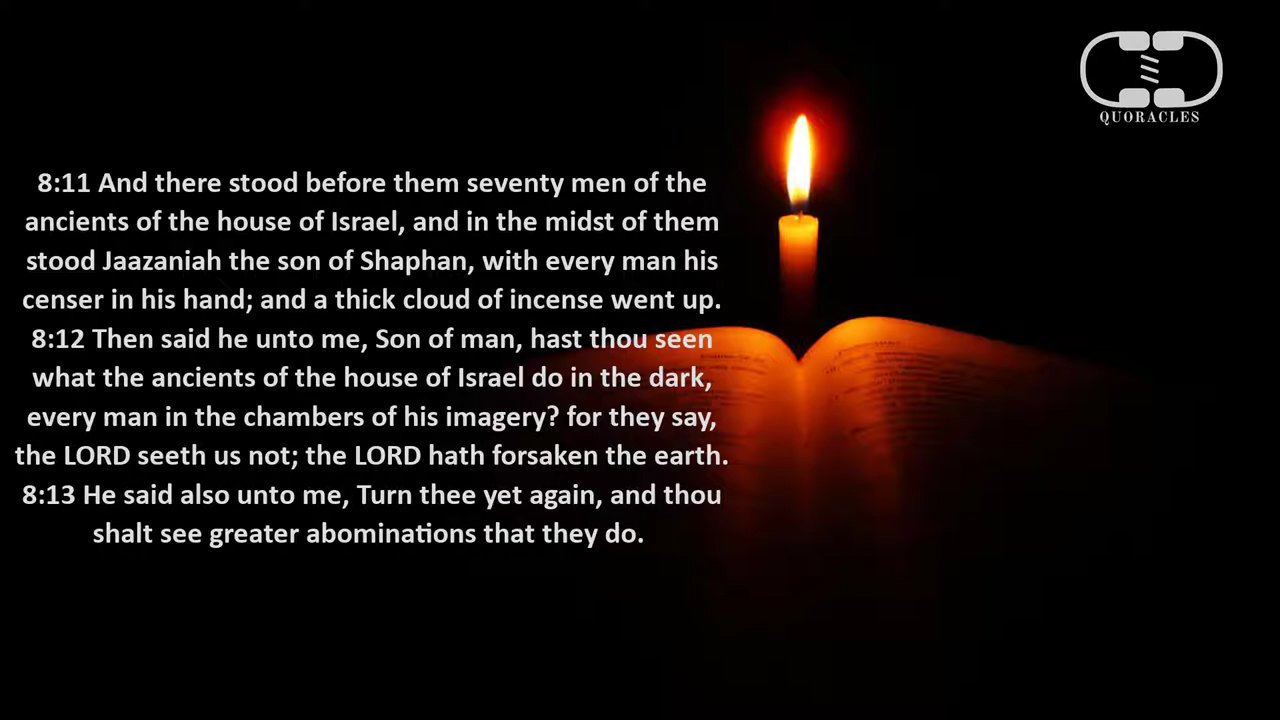 QUORACLES
8:11 And there stood before them seventy men of the
ancients of the house of Israel, and in the midst of them
stood Jaazaniah the son of Shaphan, with every man his
censer in his hand; and a thick cloud of incense went up.
8:12 Then said he unto me, Son of man, hast thou seen
what the ancients of the house of Israel do in the dark,
every man in the chambers of his imagery? for they say,
the LORD seeth us not; the LORD hath forsaken the earth.
8:13 He said also unto me, Turn thee yet again, and thou
shalt see greater abominations that they do.